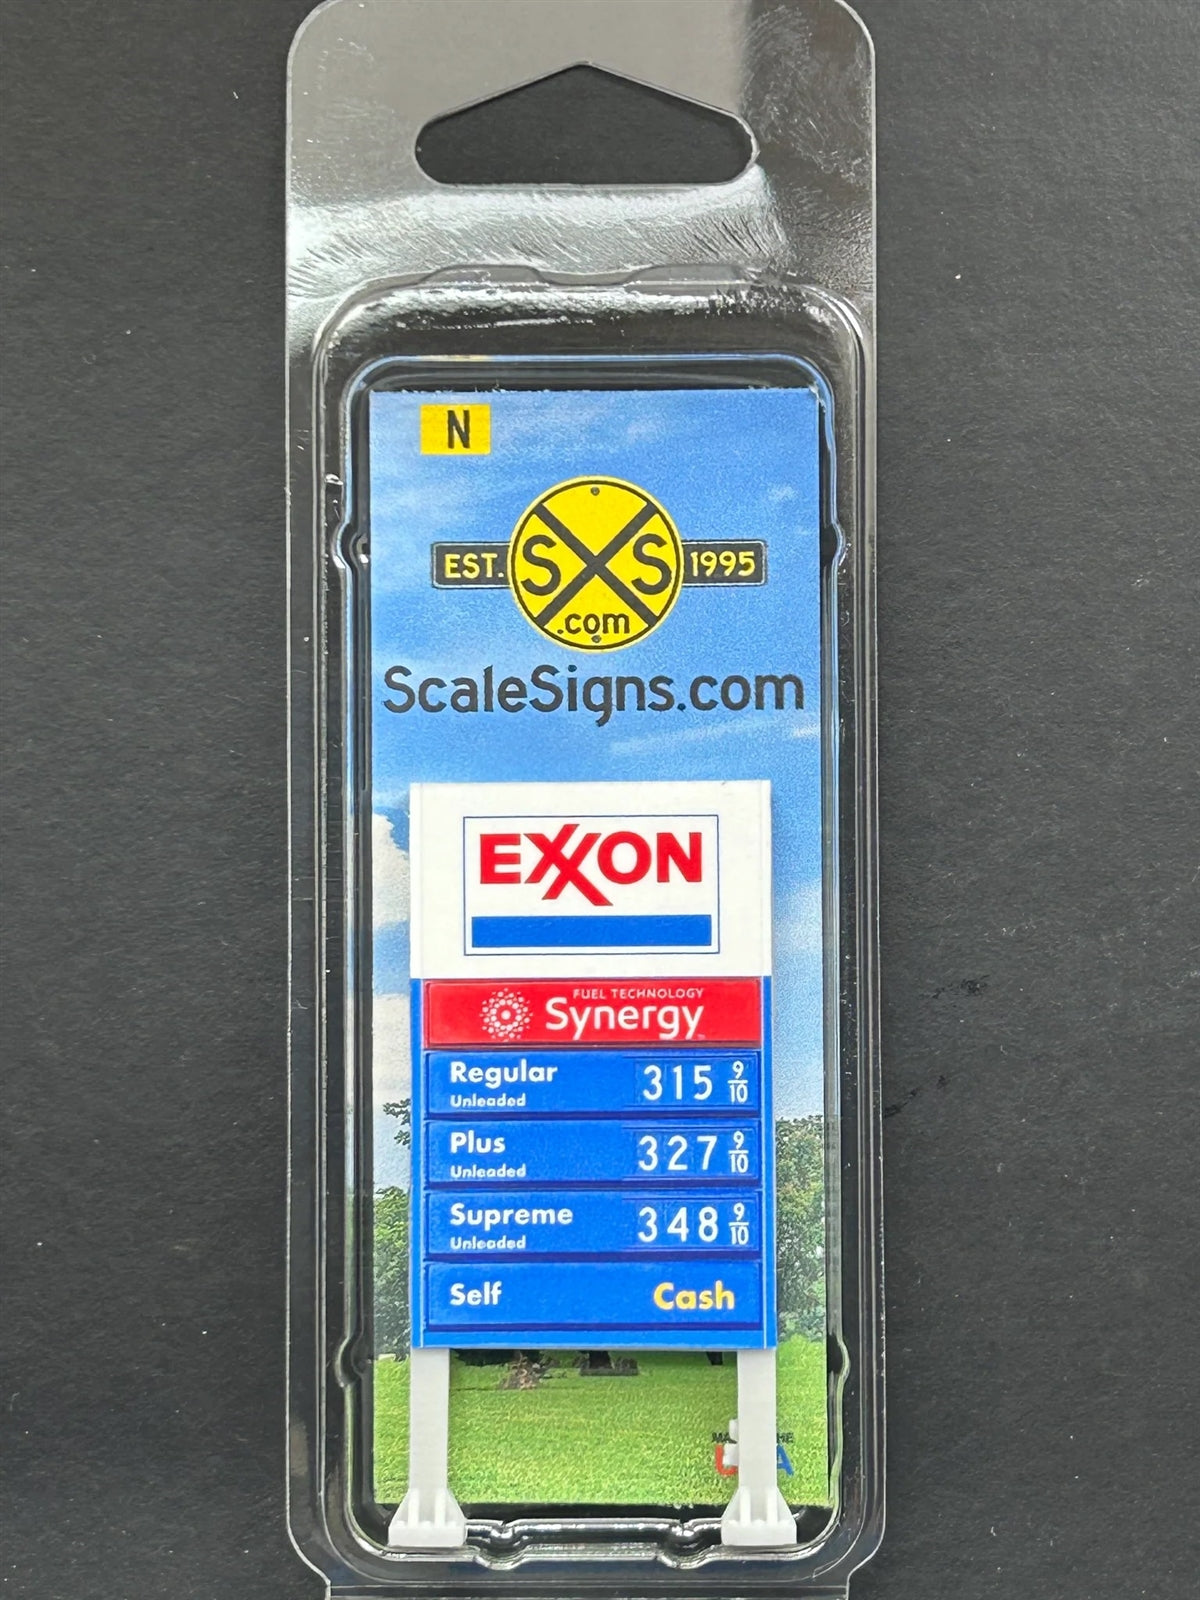 N
EST. SXS 1995
.com
ScaleSigns.com
EXXON
FUEL TECHNOLOGY
Synergy
Regular 315 9/10
Unleaded
Plus 327 9/10
Unleaded
Supreme 348 9/10
Unleaded
Self Cash